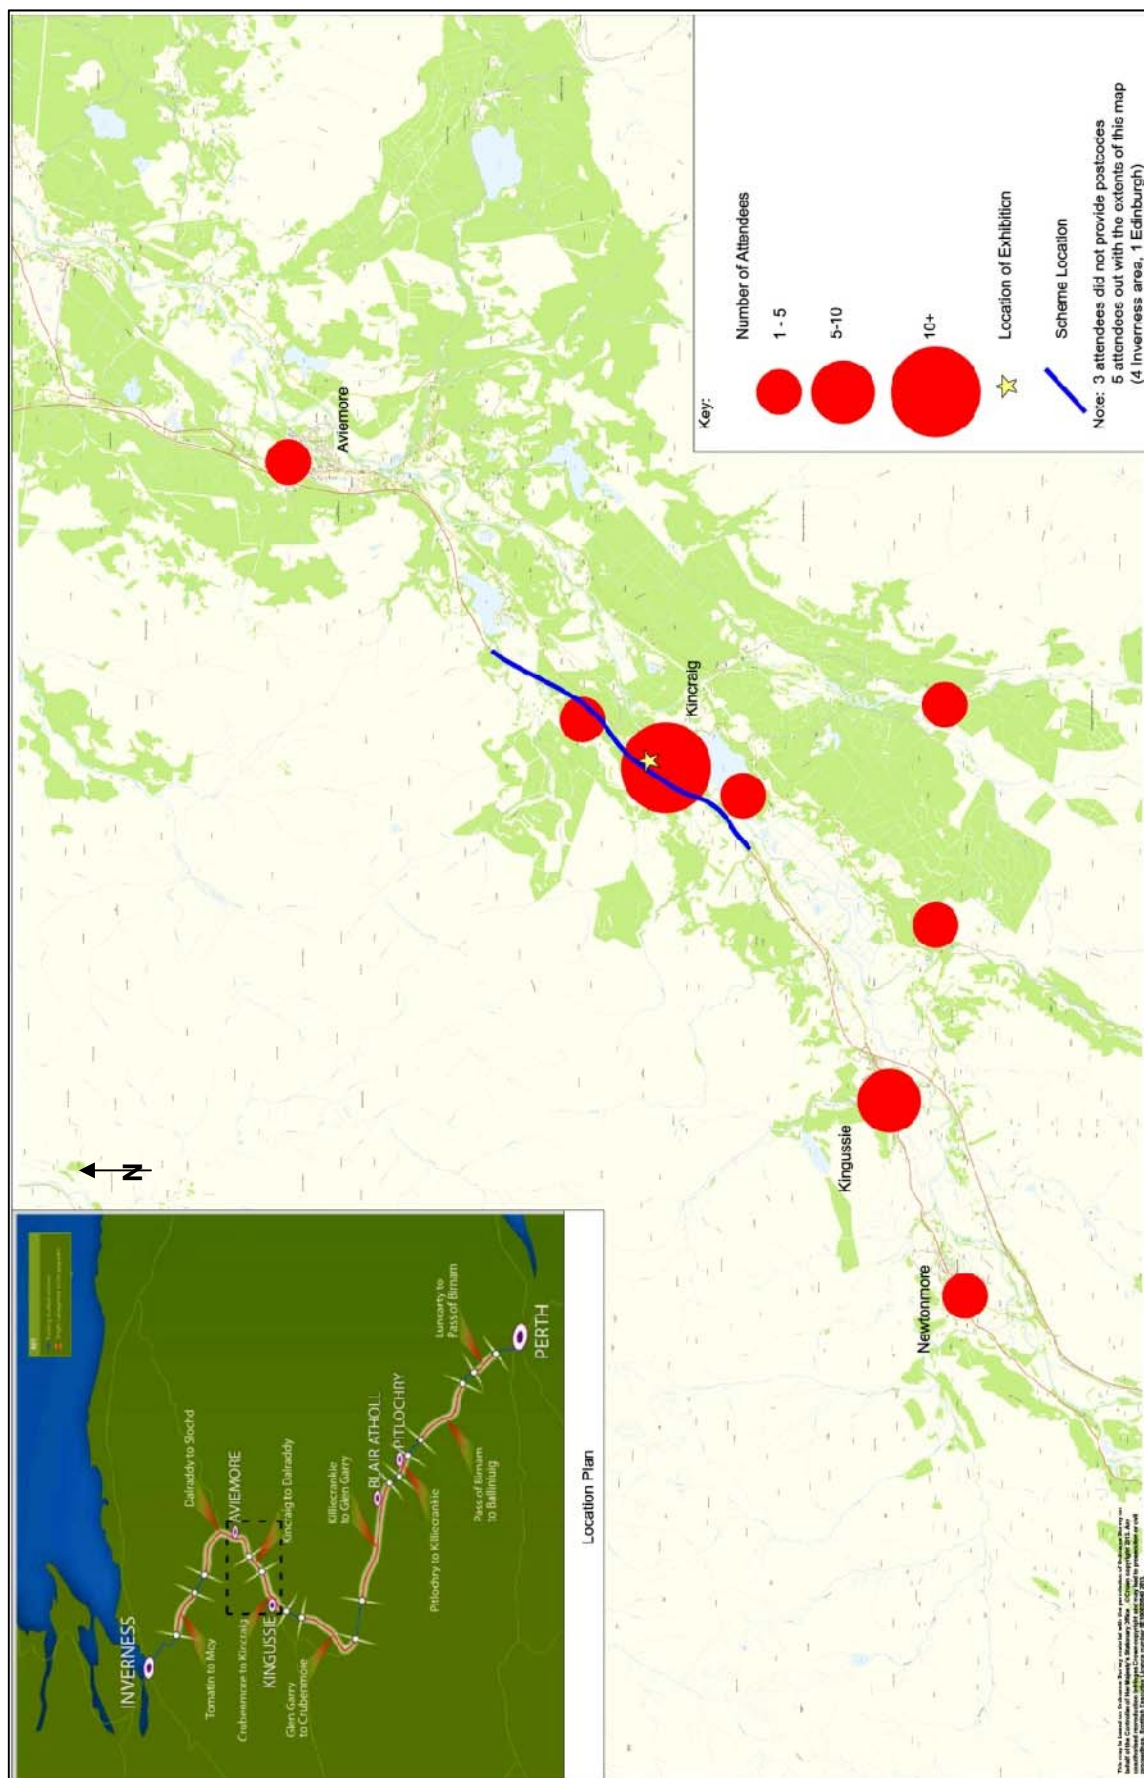 INVERNESS
Tomatin to Moy
Dalraddy to Slochd
AVIEMORE
Kincraig to Dalraddy
Crubenmore to Kincraig
KINGUSSIE
Glen Garry
to Crubenmore
Killiecrankie
to Glen Garry
BLAIR ATHOLL
PITLOCHRY
Pitlochry to Killiecrankie
Pass of Birnam
to Ballinluig
Luncarty to
Pass of Birnam
PERTH
Location Plan
N
Aviemore
Kincraig
Kingussie
Newtonmore
Key:
Number of Attendees
1 - 5
5-10
10+
Location of Exhibition
Scheme Location
Note: 3 attendees did not provide postcodes
5 attendees out with the extents of this map
(4 Inverness area, 1 Edinburgh)